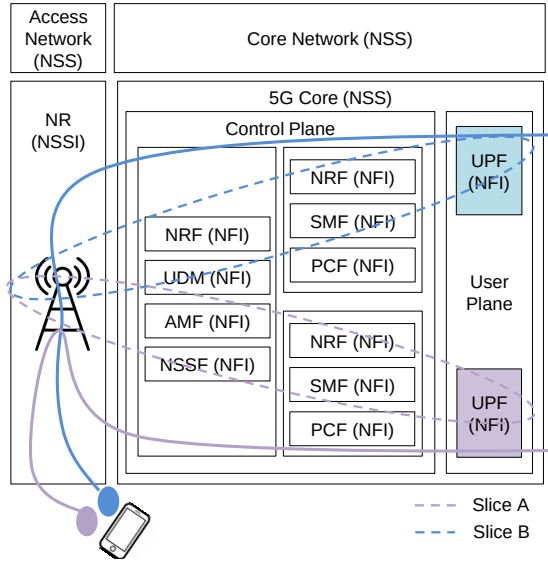 Access
Network
(NSS)
Core Network (NSS)
NR
(NSSI)
5G Core (NSS)
Control Plane
NRF (NFI)
UDM (NFI)
AMF (NFI)
NSSF (NFI)
NRF (NFI)
SMF (NFI)
PCF (NFI)
NRF (NFI)
SMF (NFI)
PCF (NFI)
UPF
(NFI)
User
Plane
UPF
(NFI)
Slice A
Slice B